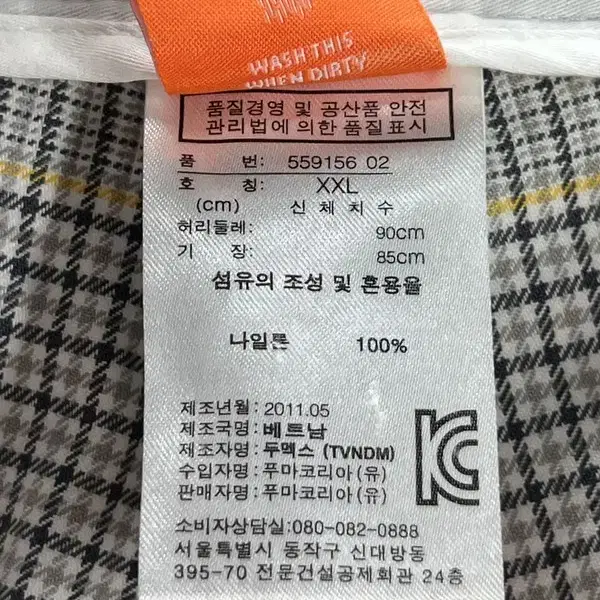 WASH THIS
WHEN DIRTY
품질경영 및 공산품 안전
관리법에 의한 품질표시
품 번: 559156 02
호 칭: XXL
(cm) 신 체 치 수
허리둘레: 90cm
기 장: 85cm
섬유의 조성 및 혼용율
나일론 100%
제조년월: 2011.05
제조국명: 베트남
제조자명: 두멕스 (TVNDM)
수입자명: 푸마코리아(유)
판매자명: 푸마코리아(유)
소비자상담실:080-082-0888
서울특별시 동작구 신대방동
395-70 전문건설공제회관 24층